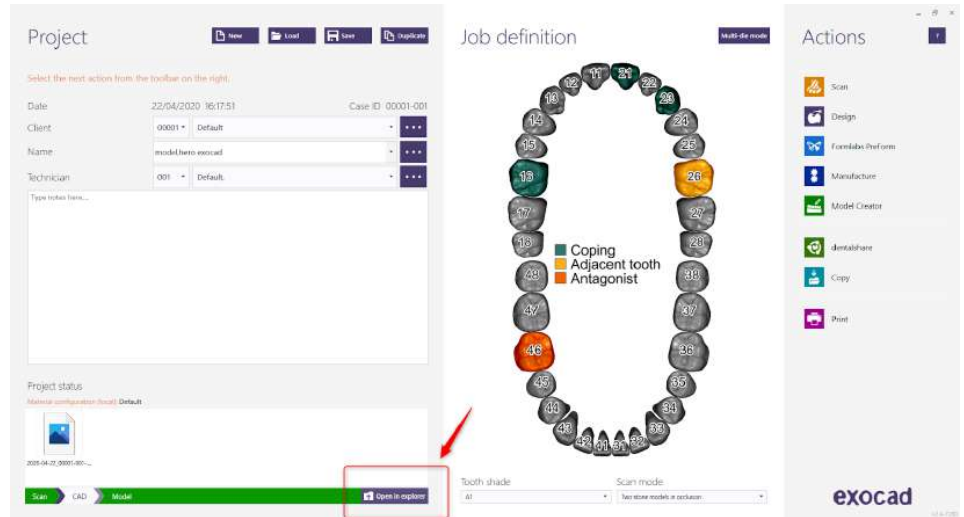 Project
New
Load
Save
Duplicate
Select the next action from the toolbar on the right.
Date 22/04/2020 16:17:51 Case ID 00001-001
Client 00001 Default
Name model.hero exocad
Technician 001 Default
Type notes here...
Project status
Material configuration (local) Default
Scan CAD Model
Open in explorer
Job definition
Multi-die mode
11 21
12 22
13 23
14 24
15 25
16 26
17 27
18 28
Coping
Adjacent tooth
Antagonist
48 38
47 37
46 36
45 35
44 34
43 33
42 41 31 32
Tooth shade Scan mode
A1 Two stone models in occlusion
Actions
?
Scan
Design
Formlabs PreForm
Manufacture
Model Creator
dentalshare
Copy
Print
exocad